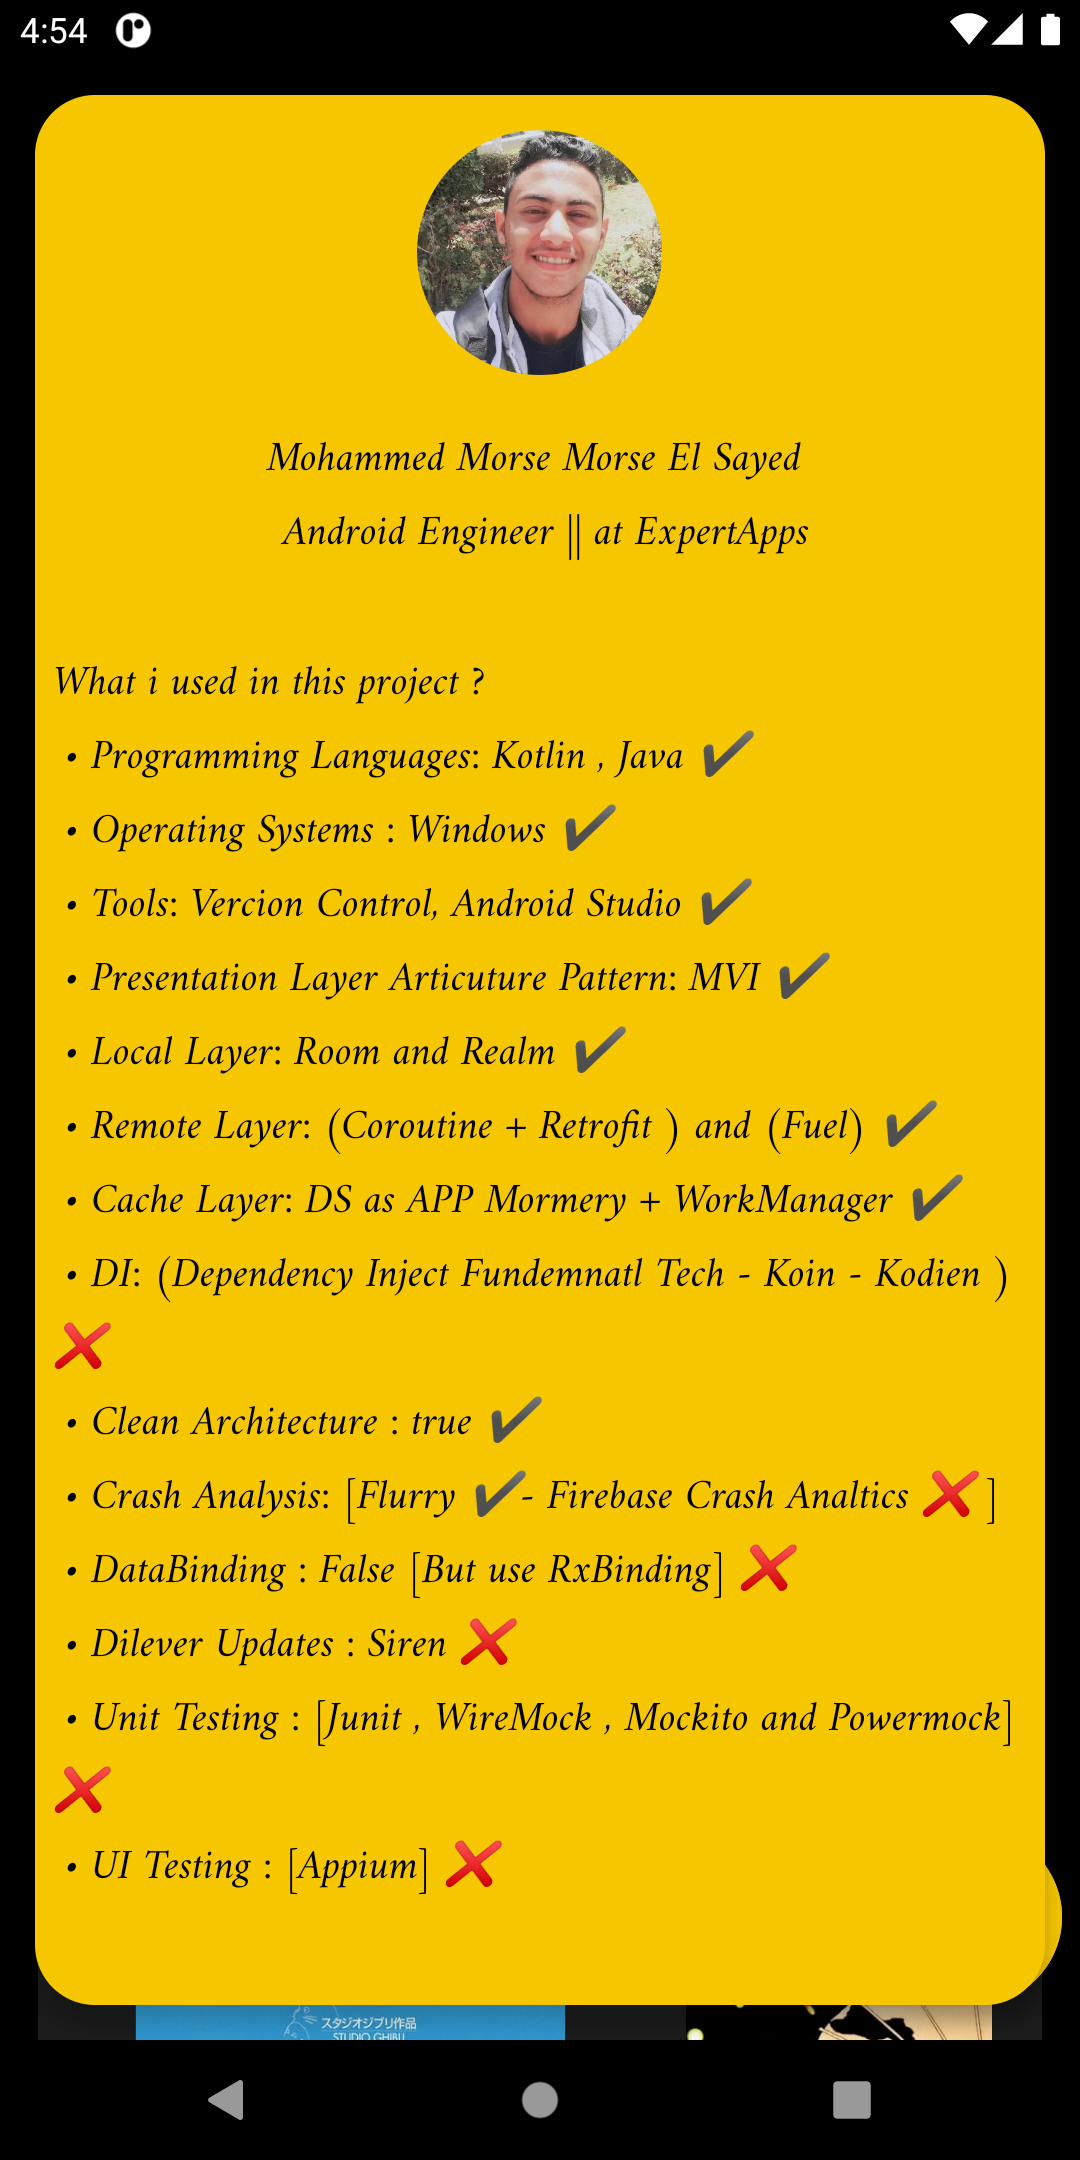 4:54
Mohammed Morse Morse El Sayed
Android Engineer || at ExpertApps
What i used in this project ?
• Programming Languages: Kotlin , Java ✔
• Operating Systems : Windows ✔
• Tools: Vercion Control, Android Studio ✔
• Presentation Layer Articuture Pattern: MVI ✔
• Local Layer: Room and Realm ✔
• Remote Layer: (Coroutine + Retrofit ) and (Fuel) ✔
• Cache Layer: DS as APP Mormery + WorkManager ✔
• DI: (Dependency Inject Fundemnatl Tech - Koin - Kodien )
❌
• Clean Architecture : true ✔
• Crash Analysis: [Flurry ✔- Firebase Crash Analtics ❌ ]
• DataBinding : False [But use RxBinding] ❌
• Dilever Updates : Siren ❌
• Unit Testing : [Junit , WireMock , Mockito and Powermock]
❌
• UI Testing : [Appium] ❌
スタジオジブリ作品
STUDIO GHIBLI